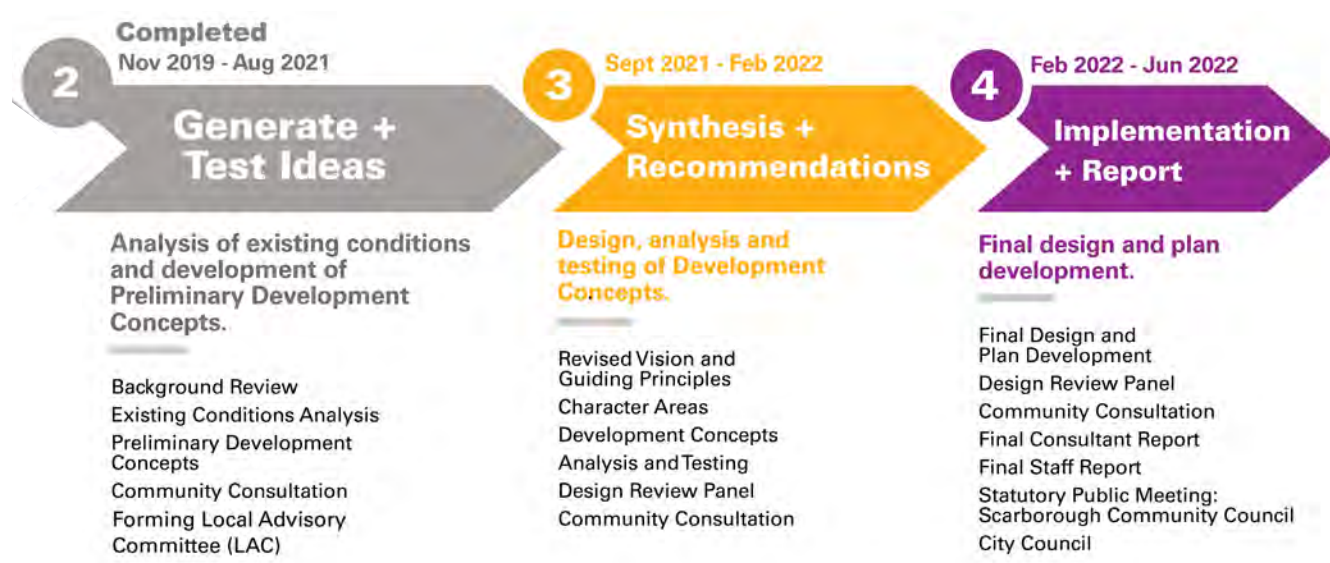 Completed
Nov 2019 - Aug 2021
2
Generate +
Test Ideas
Analysis of existing conditions
and development of
Preliminary Development
Concepts.
Background Review
Existing Conditions Analysis
Preliminary Development
Concepts
Community Consultation
Forming Local Advisory
Committee (LAC)
Sept 2021 - Feb 2022
3
Synthesis +
Recommendations
Design, analysis and
testing of Development
Concepts.
Revised Vision and
Guiding Principles
Character Areas
Development Concepts
Analysis and Testing
Design Review Panel
Community Consultation
Feb 2022 - Jun 2022
4
Implementation
+ Report
Final design and plan
development.
Final Design and
Plan Development
Design Review Panel
Community Consultation
Final Consultant Report
Final Staff Report
Statutory Public Meeting:
Scarborough Community Council
City Council